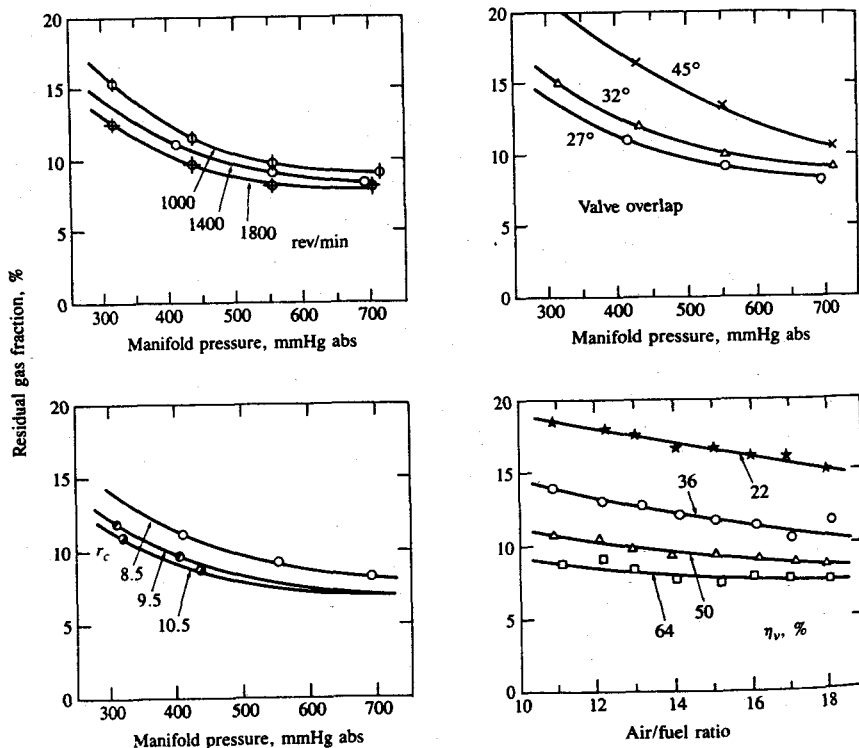 Residual gas fraction, %
20
15
10
5
0
1000
1400
1800
rev/min
300 400 500 600 700
Manifold pressure, mmHg abs
20
15
10
5
0
45°
32°
27°
Valve overlap
300 400 500 600 700
Manifold pressure, mmHg abs
20
15
10
5
0
r_c
8.5
9.5
10.5
300 400 500 600 700
Manifold pressure, mmHg abs
20
15
10
5
0
36
22
64
50
η_v, %
10 12 14 16 18
Air/fuel ratio